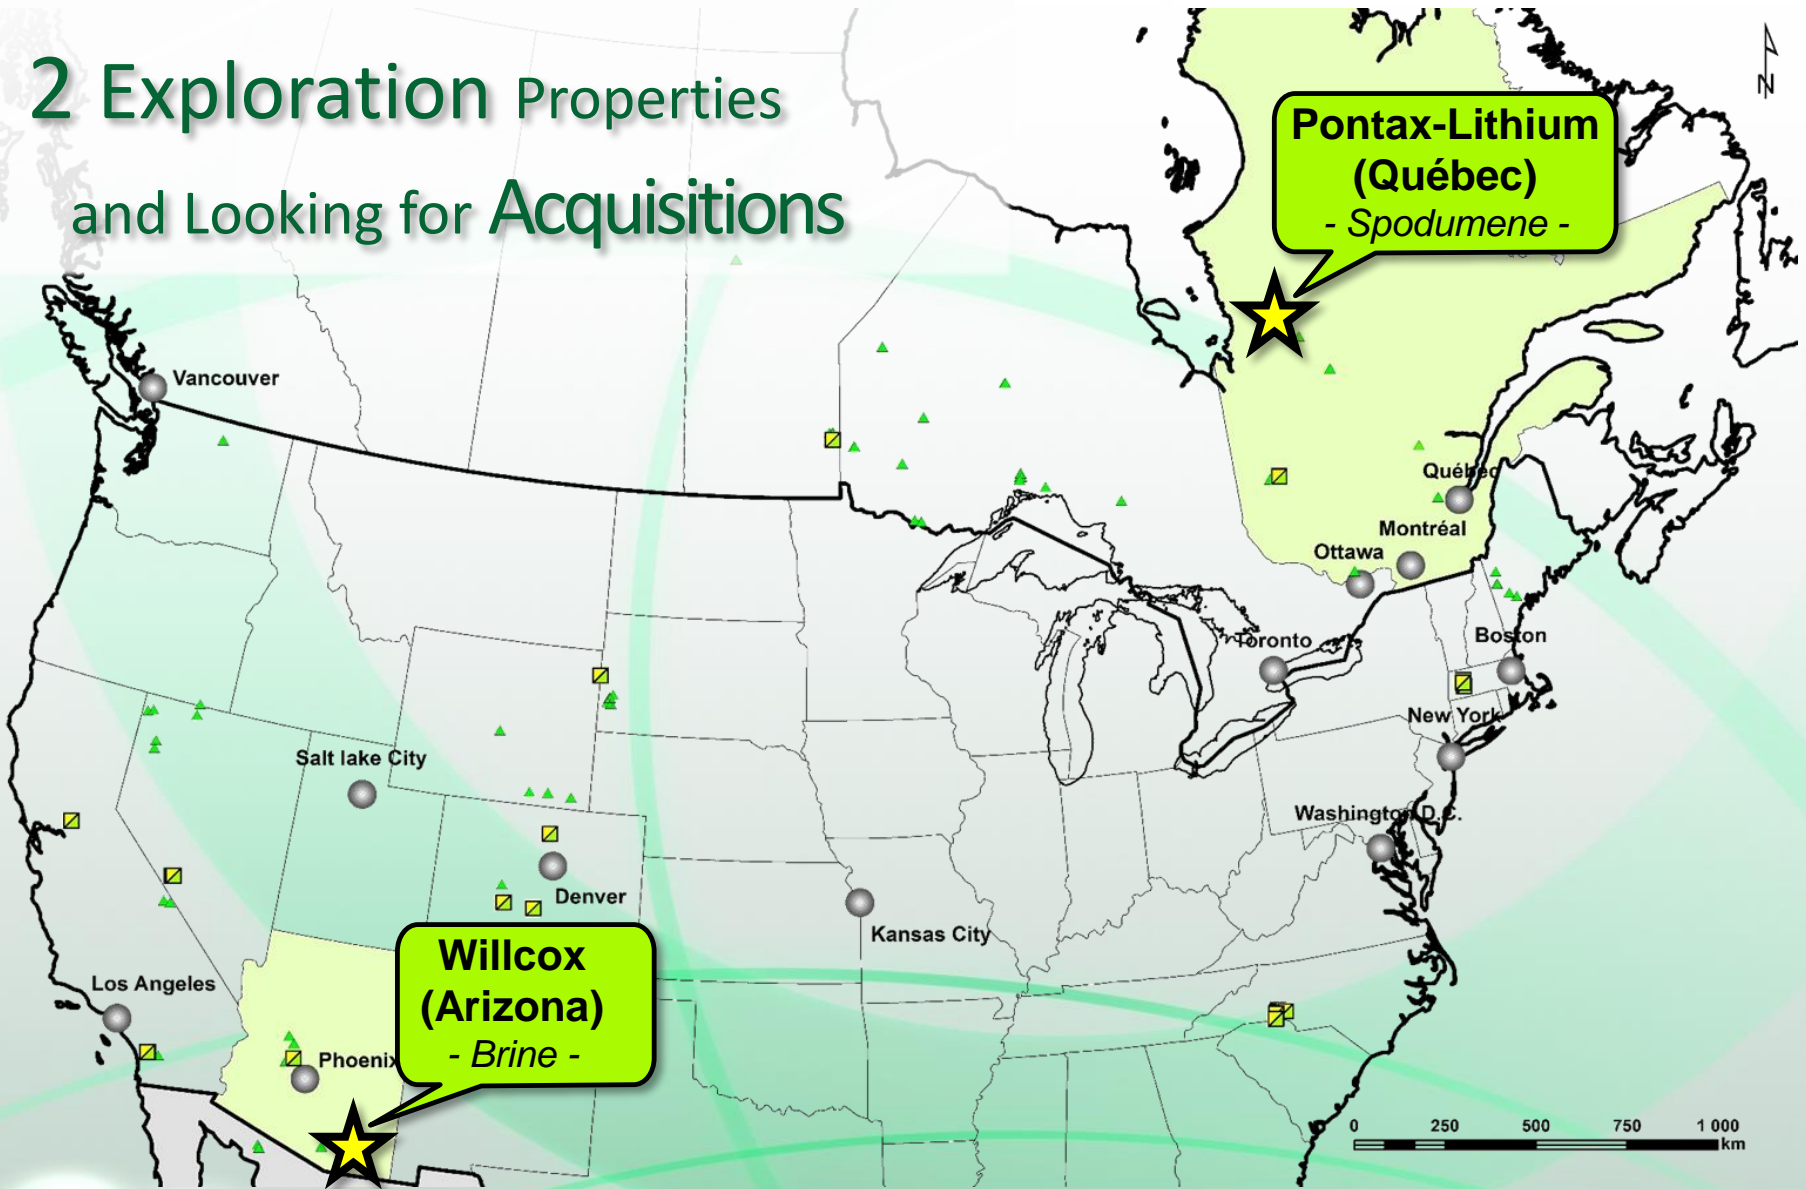 2 Exploration Properties
and Looking for Acquisitions
N
Pontax-Lithium
(Québec)
- Spodumene -
Vancouver
Québec
Montréal
Ottawa
Toronto
Boston
New York
Salt lake City
Washington D.C.
Denver
Kansas City
Willcox
(Arizona)
- Brine -
Los Angeles
Phoenix
0 250 500 750 1 000
km